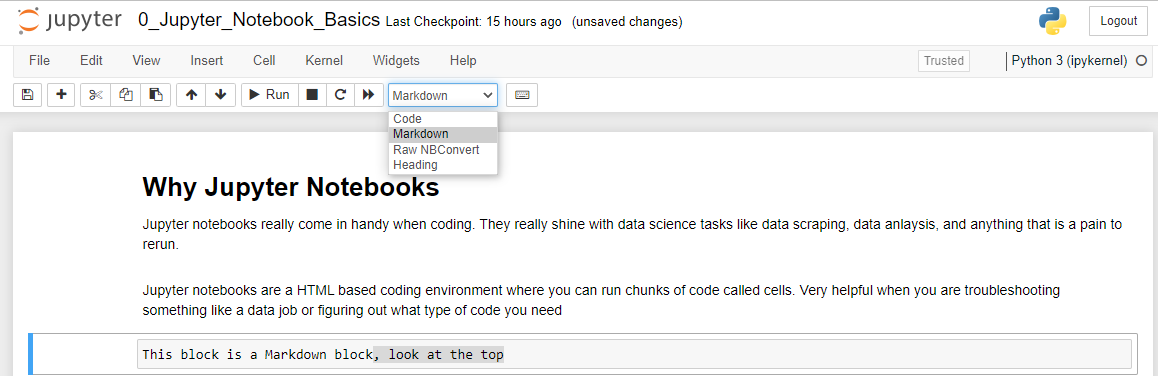 jupyter 0_Jupyter_Notebook_Basics Last Checkpoint: 15 hours ago (unsaved changes) Logout
File Edit View Insert Cell Kernel Widgets Help Trusted Python 3 (ipykernel)
Run Markdown
Code
Markdown
Raw NBConvert
Heading
Why Jupyter Notebooks
Jupyter notebooks really come in handy when coding. They really shine with data science tasks like data scraping, data anlaysis, and anything that is a pain to
rerun.
Jupyter notebooks are a HTML based coding environment where you can run chunks of code called cells. Very helpful when you are troubleshooting
something like a data job or figuring out what type of code you need
This block is a Markdown block, look at the top